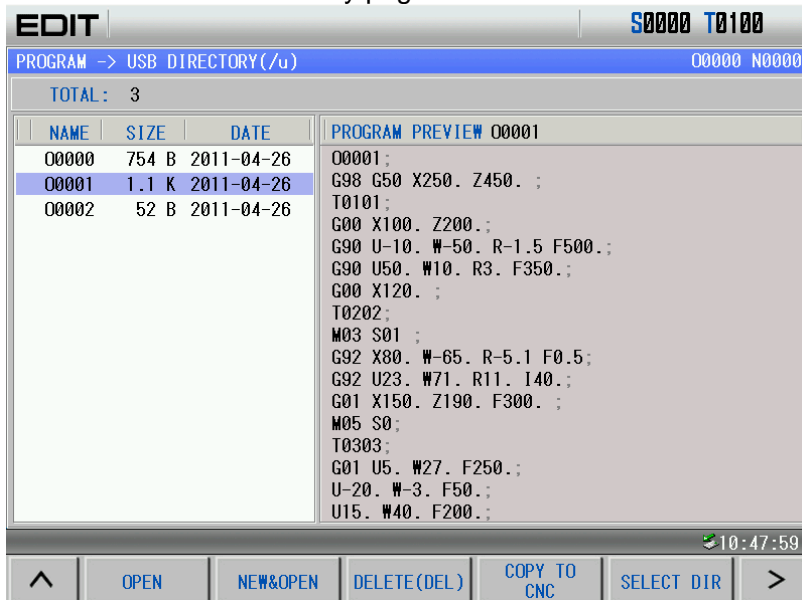 EDIT S0000 T0100
PROGRAM -> USB DIRECTORY(/u) O0000 N0000
TOTAL: 3
NAME SIZE DATE
O0000 754 B 2011-04-26
O0001 1.1 K 2011-04-26
O0002 52 B 2011-04-26
PROGRAM PREVIEW O0001
O0001;
G98 G50 X250. Z450. ;
T0101;
G00 X100. Z200.;
G90 U-10. W-50. R-1.5 F500.;
G90 U50. W10. R3. F350.;
G00 X120. ;
T0202;
M03 S01 ;
G92 X80. W-65. R-5.1 F0.5;
G92 U23. W71. R11. I40.;
G01 X150. Z190. F300. ;
M05 S0;
T0303;
G01 U5. W27. F250.;
U-20. W-3. F50.;
U15. W40. F200.;
10:47:59
^ OPEN NEW&OPEN DELETE(DEL) COPY TO CNC SELECT DIR >